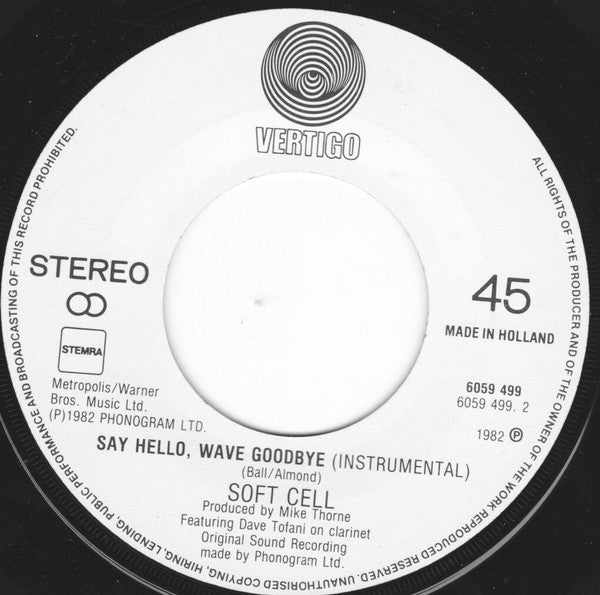 VERTIGO
STEREO
45
MADE IN HOLLAND
STEMRA
6059 499
6059 499. 2
Metropolis/Warner
Bros. Music Ltd.
(P)1982 PHONOGRAM LTD.
1982 ℗
SAY HELLO, WAVE GOODBYE (INSTRUMENTAL)
(Ball/Almond)
SOFT CELL
Produced by Mike Thorne
Featuring Dave Tofani on clarinet
Original Sound Recording
made by Phonogram Ltd.
ALL RIGHTS OF THE PRODUCER AND OF THE OWNER OF THE WORK REPRODUCED RESERVED. UNAUTHORISED COPYING, HIRING, LENDING, PUBLIC PERFORMANCE AND BROADCASTING OF THIS RECORD PROHIBITED.